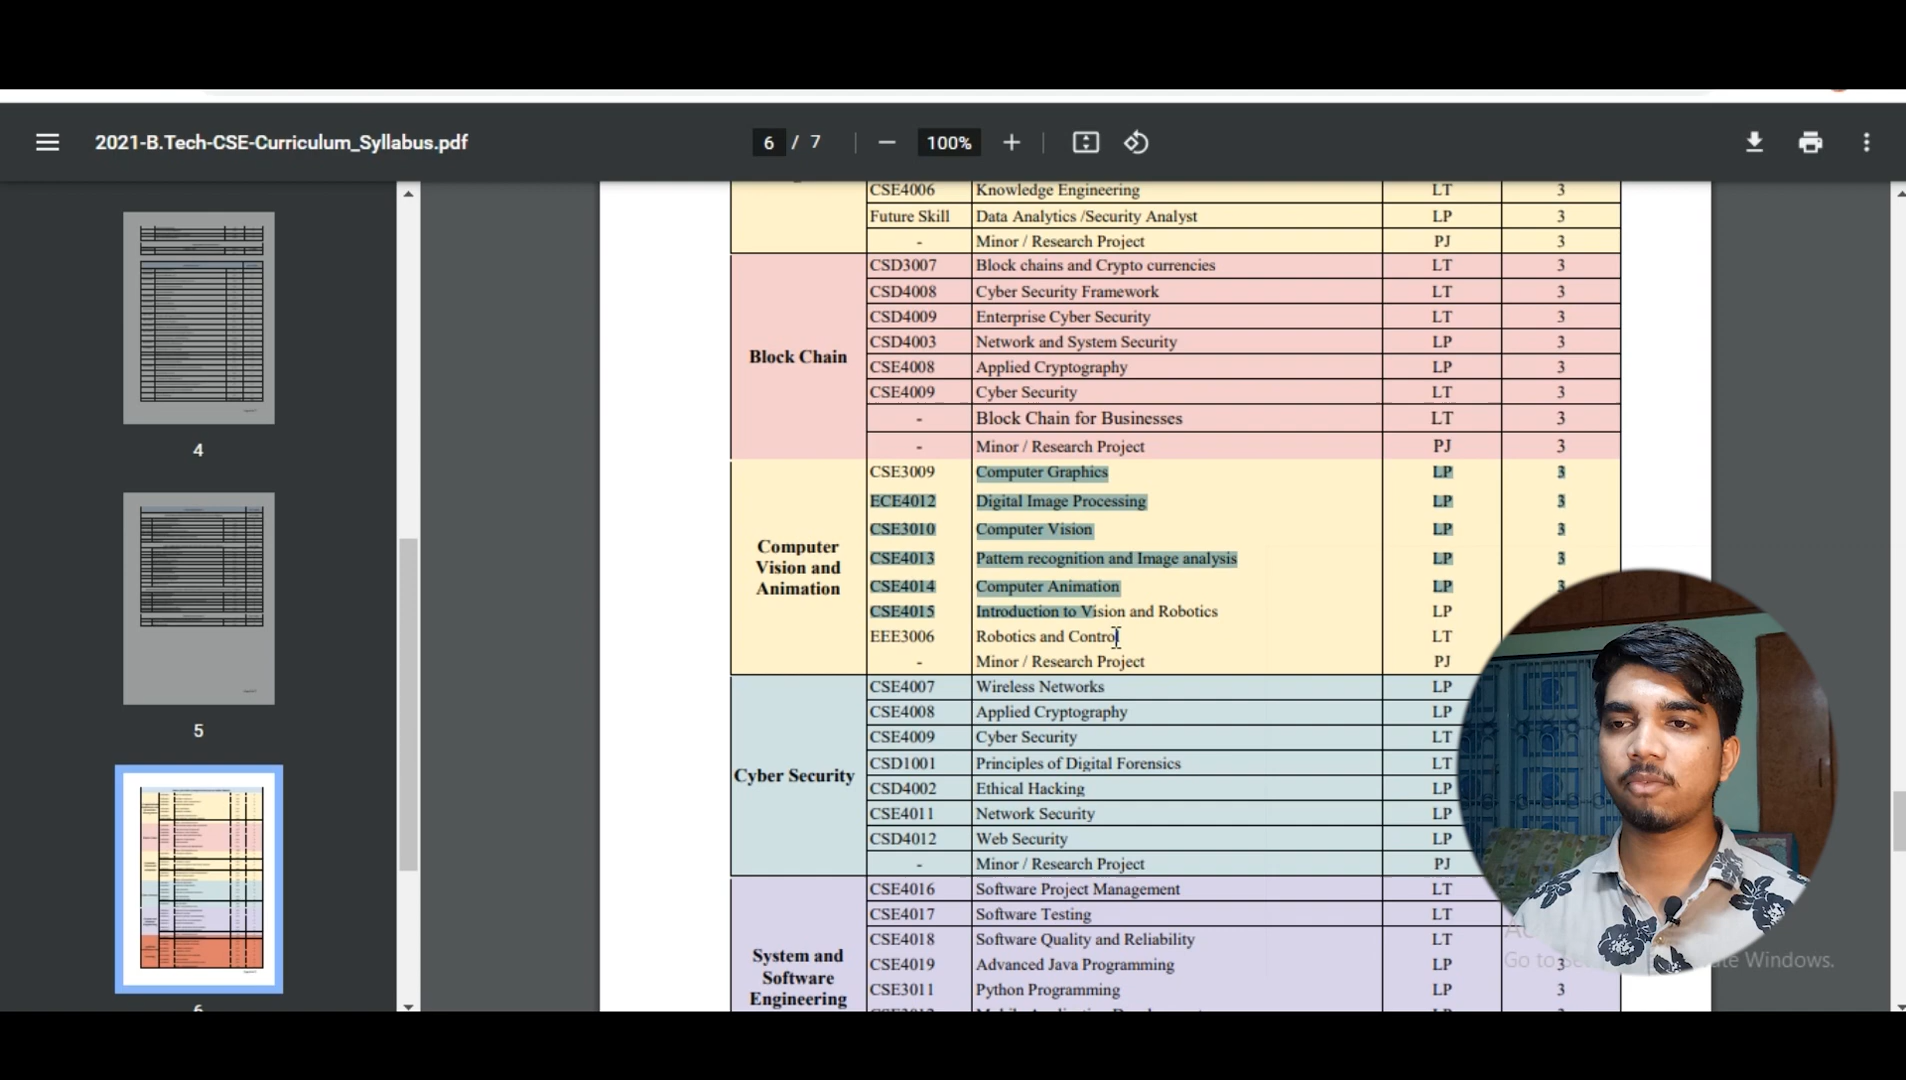 2021-B.Tech-CSE-Curriculum_Syllabus.pdf
6 / 7
100%
4
5
CSE4006 Knowledge Engineering LT 3
Future Skill Data Analytics /Security Analyst LP 3
- Minor / Research Project PJ 3
Block Chain
CSD3007 Block chains and Crypto currencies LT 3
CSD4008 Cyber Security Framework LT 3
CSD4009 Enterprise Cyber Security LT 3
CSD4003 Network and System Security LP 3
CSE4008 Applied Cryptography LP 3
CSE4009 Cyber Security LT 3
- Block Chain for Businesses LT 3
- Minor / Research Project PJ 3
Computer
Vision and
Animation
CSE3009 Computer Graphics LP 3
ECE4012 Digital Image Processing LP 3
CSE3010 Computer Vision LP 3
CSE4013 Pattern recognition and Image analysis LP 3
CSE4014 Computer Animation LP 3
CSE4015 Introduction to Vision and Robotics LP
EEE3006 Robotics and Control LT
- Minor / Research Project PJ
Cyber Security
CSE4007 Wireless Networks LP
CSE4008 Applied Cryptography LP
CSE4009 Cyber Security LT
CSD1001 Principles of Digital Forensics LT
CSD4002 Ethical Hacking LP
CSE4011 Network Security LP
CSD4012 Web Security LP
- Minor / Research Project PJ
System and
Software
Engineering
CSE4016 Software Project Management LT
CSE4017 Software Testing LT
CSE4018 Software Quality and Reliability LT
CSE4019 Advanced Java Programming LP 3
CSE3011 Python Programming LP 3
Go to Windows.